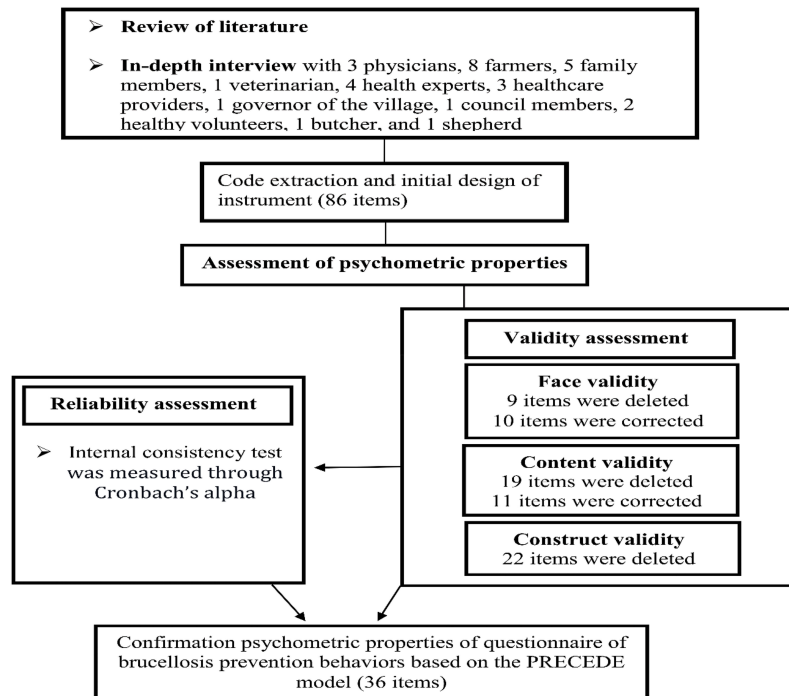 ➢ Review of literature
➢ In-depth interview with 3 physicians, 8 farmers, 5 family
members, 1 veterinarian, 4 health experts, 3 healthcare
providers, 1 governor of the village, 1 council members, 2
healthy volunteers, 1 butcher, and 1 shepherd
Code extraction and initial design of
instrument (86 items)
Assessment of psychometric properties
Validity assessment
Face validity
9 items were deleted
10 items were corrected
Content validity
19 items were deleted
11 items were corrected
Construct validity
22 items were deleted
Reliability assessment
➢ Internal consistency test
was measured through
Cronbach’s alpha
Confirmation psychometric properties of questionnaire of
brucellosis prevention behaviors based on the PRECEDE
model (36 items)